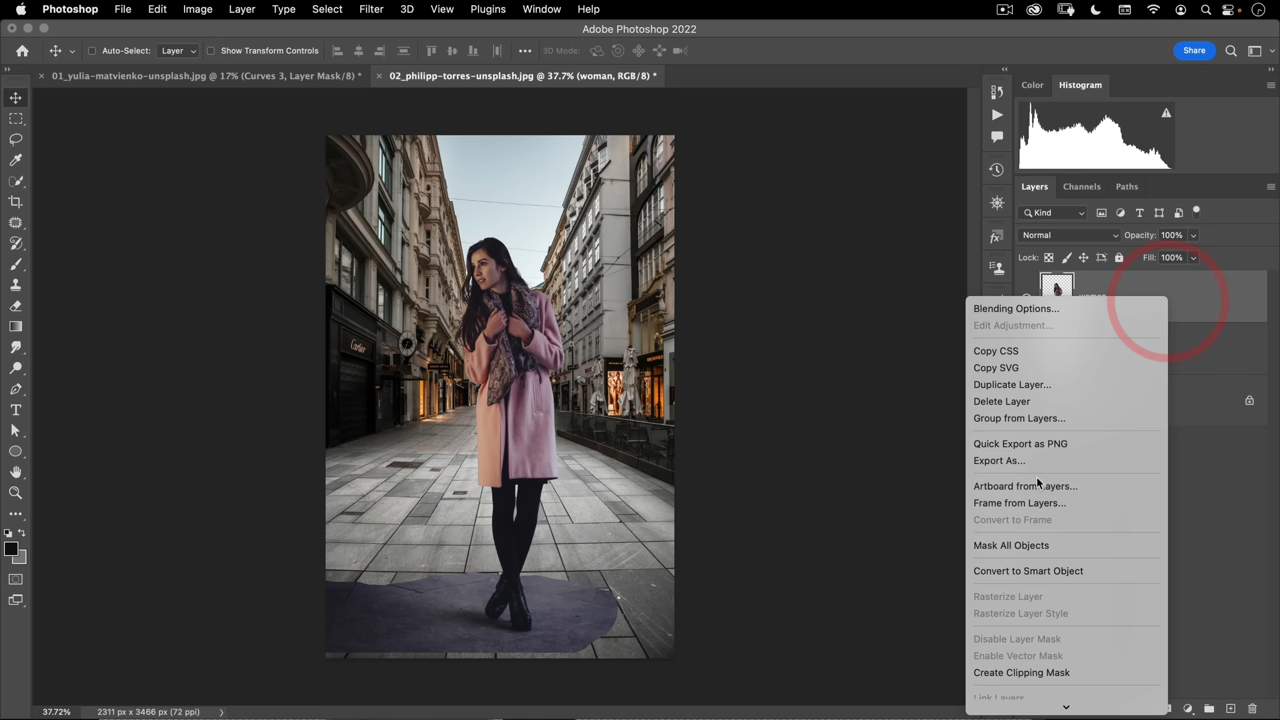 Photoshop File Edit Image Layer Type Select Filter 3D View Plugins Window Help
Adobe Photoshop 2022
Auto-Select: Layer Show Transform Controls 3D Mode: Share
01_yulia-matvienko-unsplash.jpg @ 17% (Curves 3, Layer Mask/8) *
02_philipp-torres-unsplash.jpg @ 37.7% (woman, RGB/8) *
Color Histogram
Layers Channels Paths
Kind
Normal Opacity: 100%
Lock: Fill: 100%
Blending Options...
Edit Adjustment...
Copy CSS
Copy SVG
Duplicate Layer...
Delete Layer
Group from Layers...
Quick Export as PNG
Export As...
Artboard from Layers...
Frame from Layers...
Convert to Frame
Mask All Objects
Convert to Smart Object
Rasterize Layer
Rasterize Layer Style
Disable Layer Mask
Enable Vector Mask
Create Clipping Mask
Link Layers
Cartier
37.72% 2311 px x 3466 px (72 ppi)